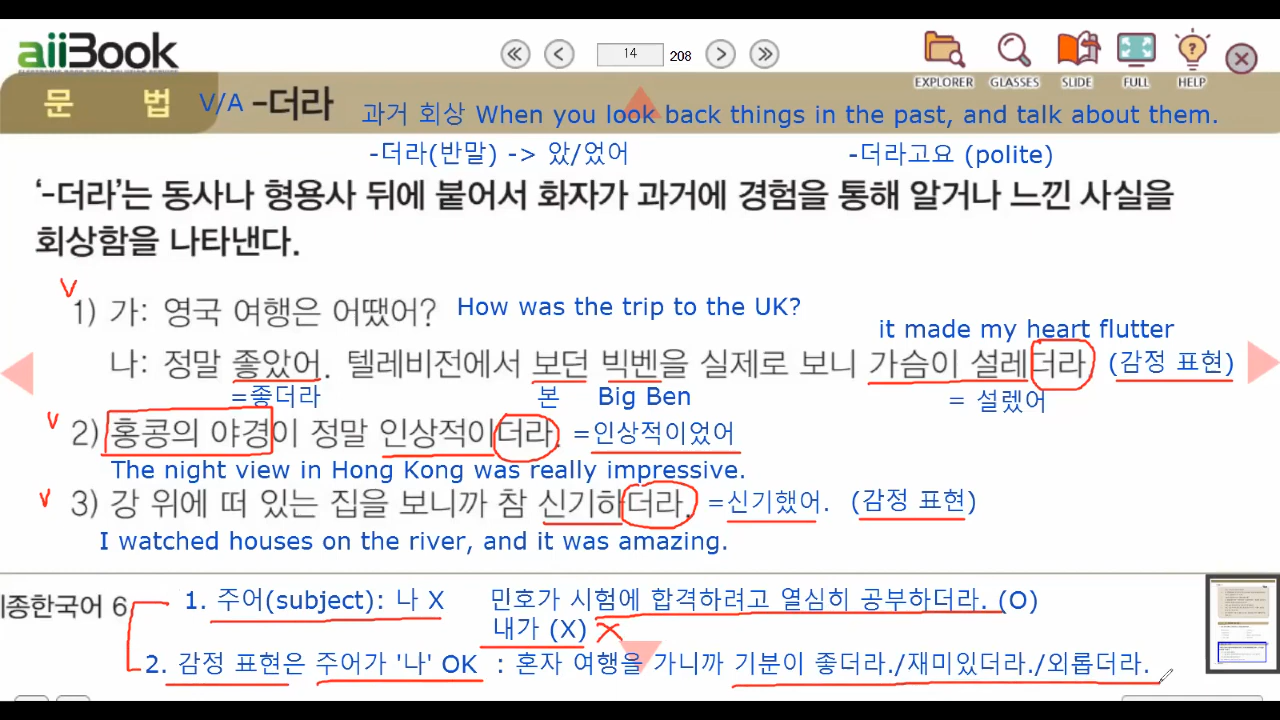 aiiBook
14
208
EXPLORER GLASSES SLIDE FULL HELP
문 법 V/A -더라 과거 회상 When you look back things in the past, and talk about them.
-더라(반말) -> 았/었어 -더라고요 (polite)
‘-더라’는 동사나 형용사 뒤에 붙어서 화자가 과거에 경험을 통해 알거나 느낀 사실을
회상함을 나타낸다.
V
1) 가: 영국 여행은 어땠어? How was the trip to the UK?
it made my heart flutter
나: 정말 좋았어. 텔레비전에서 보던 빅벤을 실제로 보니 가슴이 설레더라. (감정 표현)
=좋더라 본 Big Ben = 설렜어
V
2) 홍콩의 야경이 정말 인상적이더라. =인상적이었어
The night view in Hong Kong was really impressive.
V
3) 강 위에 떠 있는 집을 보니까 참 신기하더라. =신기했어. (감정 표현)
I watched houses on the river, and it was amazing.
종한국어 6
1. 주어(subject): 나 X 민호가 시험에 합격하려고 열심히 공부하더라. (O)
내가 (X) X
2. 감정 표현은 주어가 '나' OK : 혼자 여행을 가니까 기분이 좋더라./재미있더라./외롭더라.